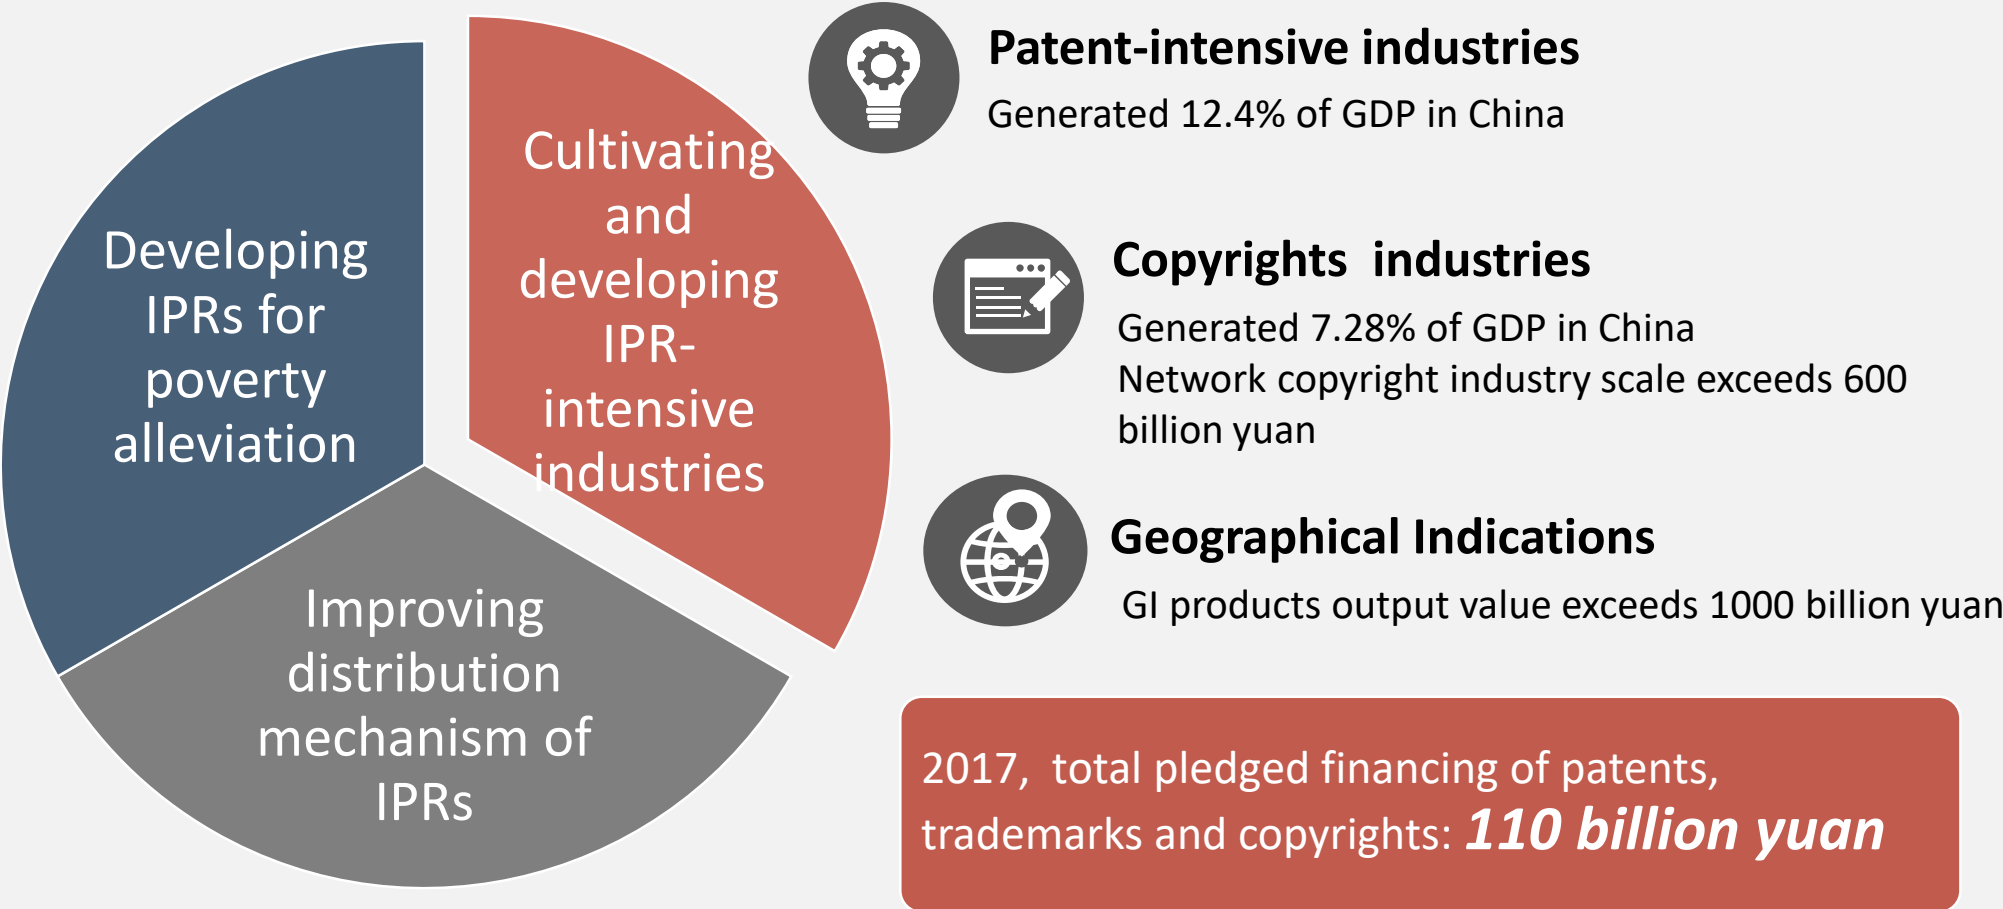 Developing
IPRs for
poverty
alleviation
Cultivating
and
developing
IPR-
intensive
industries
Improving
distribution
mechanism of
IPRs
Patent-intensive industries
Generated 12.4% of GDP in China
Copyrights  industries
Generated 7.28% of GDP in China
Network copyright industry scale exceeds 600
billion yuan
Geographical Indications
GI products output value exceeds 1000 billion yuan
2017,  total pledged financing of patents,
trademarks and copyrights: 110 billion yuan